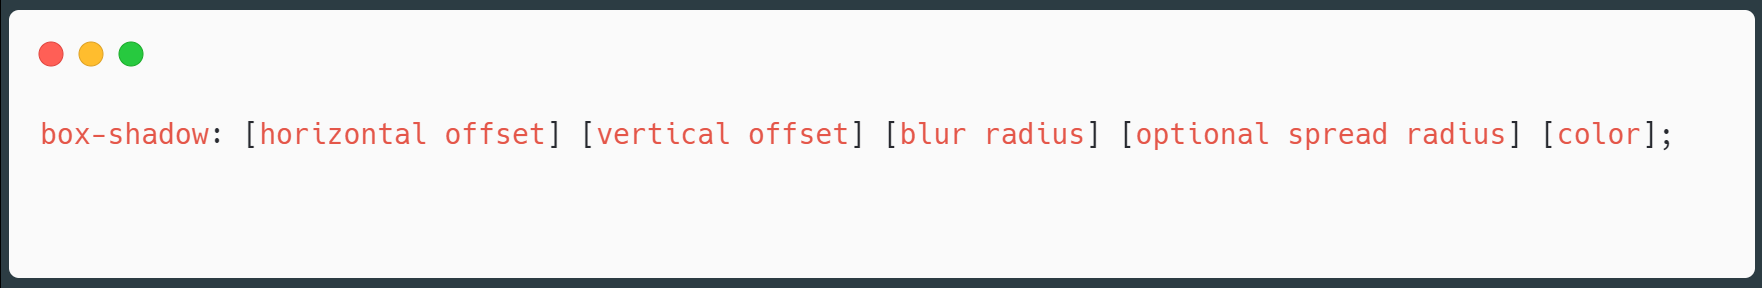 box-shadow: [horizontal offset] [vertical offset] [blur radius] [optional spread radius] [color];